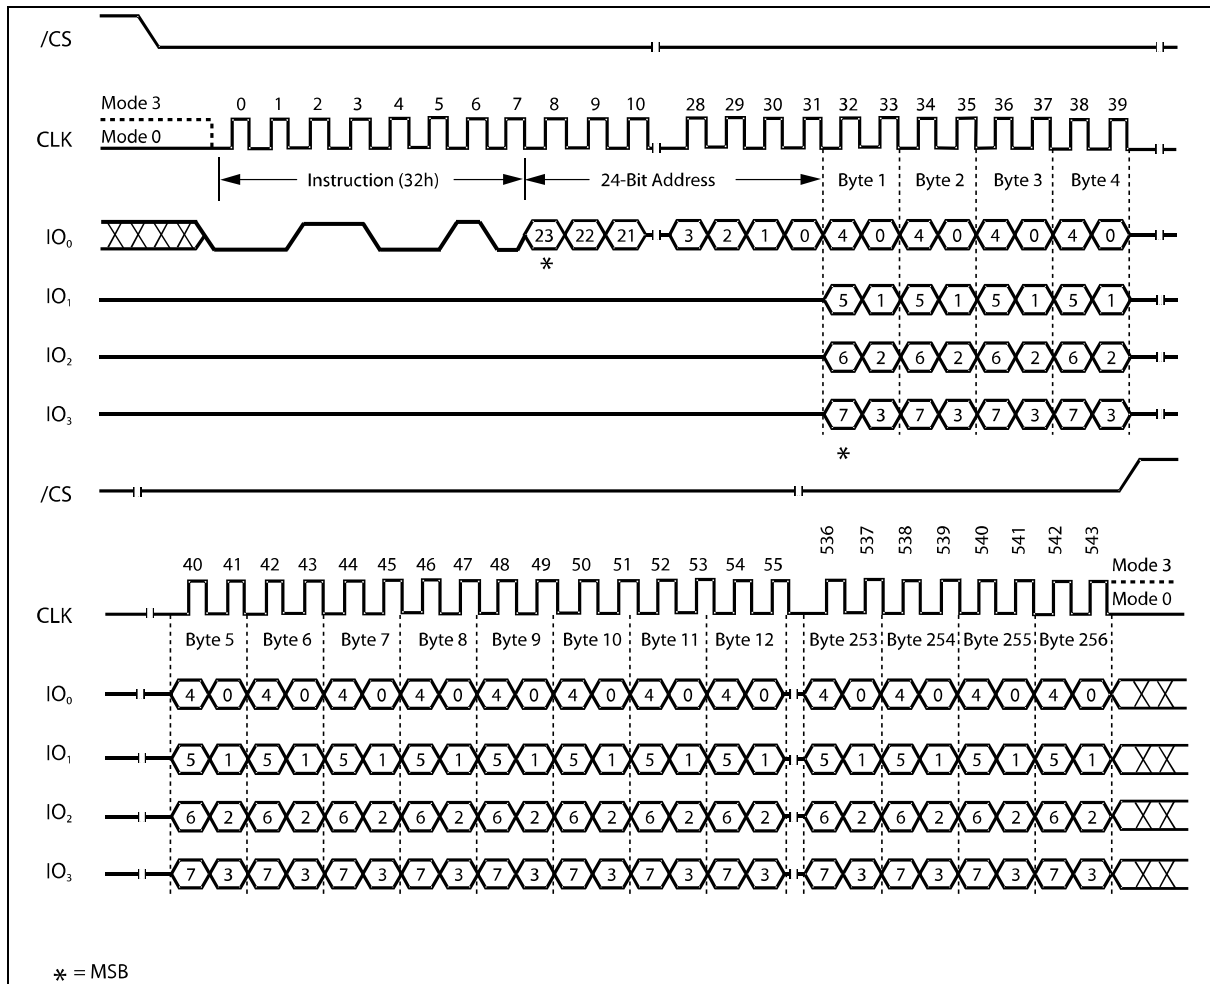 /CS
Mode 3
0 1 2 3 4 5 6 7 8 9 10 28 29 30 31 32 33 34 35 36 37 38 39
CLK
Mode 0
Instruction (32h) 24-Bit Address Byte 1 Byte 2 Byte 3 Byte 4
IO₀ 23 22 21 3 2 1 0 4 0 4 0 4 0 4 0
*
IO₁ 5 1 5 1 5 1 5 1
IO₂ 6 2 6 2 6 2 6 2
IO₃ 7 3 7 3 7 3 7 3
*
/CS
40 41 42 43 44 45 46 47 48 49 50 51 52 53 54 55 536 537 538 539 540 541 542 543
Mode 3
CLK
Mode 0
Byte 5 Byte 6 Byte 7 Byte 8 Byte 9 Byte 10 Byte 11 Byte 12 Byte 253 Byte 254 Byte 255 Byte 256
IO₀ 4 0 4 0 4 0 4 0 4 0 4 0 4 0 4 0 4 0 4 0 4 0 4 0
IO₁ 5 1 5 1 5 1 5 1 5 1 5 1 5 1 5 1 5 1 5 1 5 1 5 1
IO₂ 6 2 6 2 6 2 6 2 6 2 6 2 6 2 6 2 6 2 6 2 6 2 6 2
IO₃ 7 3 7 3 7 3 7 3 7 3 7 3 7 3 7 3 7 3 7 3 7 3 7 3
* = MSB